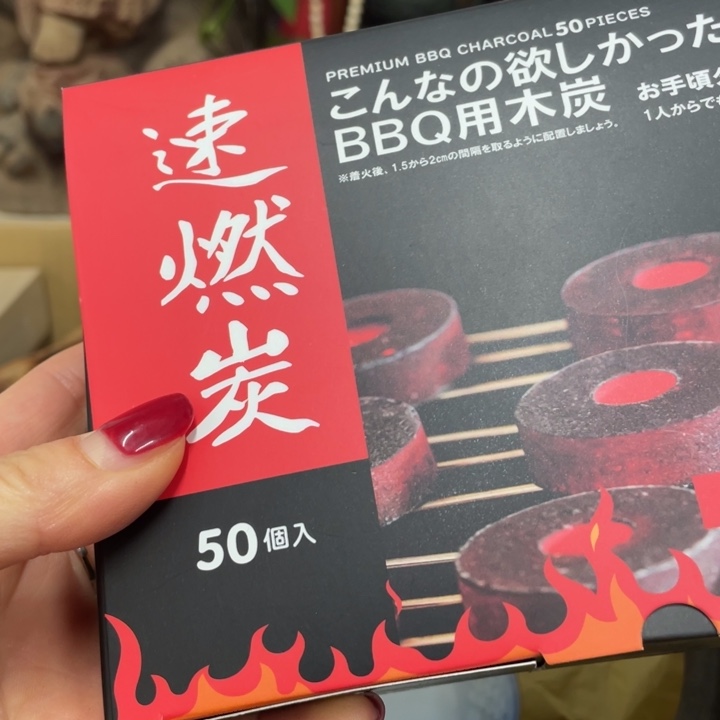 速燃炭
50個入
PREMIUM BBQ CHARCOAL 50 PIECES
こんなの欲しかった
BBQ用木炭
※着火後、1.5から2cmの間隔を取るように配置しましょう。
お手頃
1人からでも